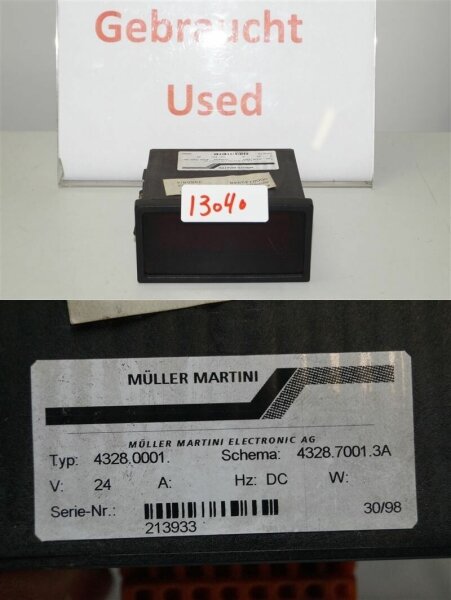 Gebraucht
Used
13040
MÜLLER MARTINI
MÜLLER MARTINI ELECTRONIC AG
Typ: 4328.0001. Schema: 4328.7001.3A
V: 24 A: Hz: DC W:
Serie-Nr.: 30/98
213933